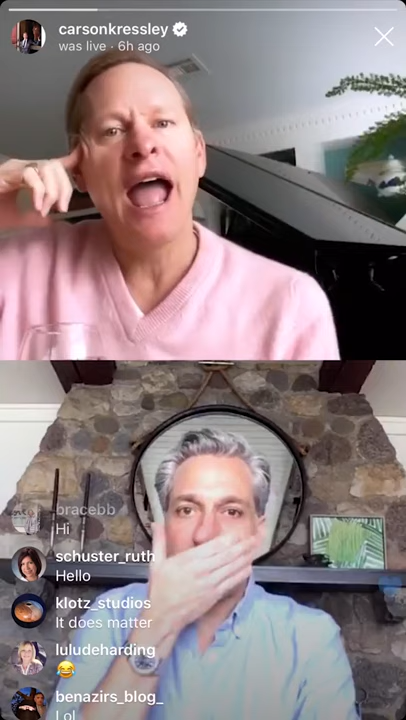 carsonkressley
was live · 6h ago
bracebb
Hi
schuster_ruth
Hello
klotz_studios
It does matter
luludeharding
😂
benazirs_blog_
Lol